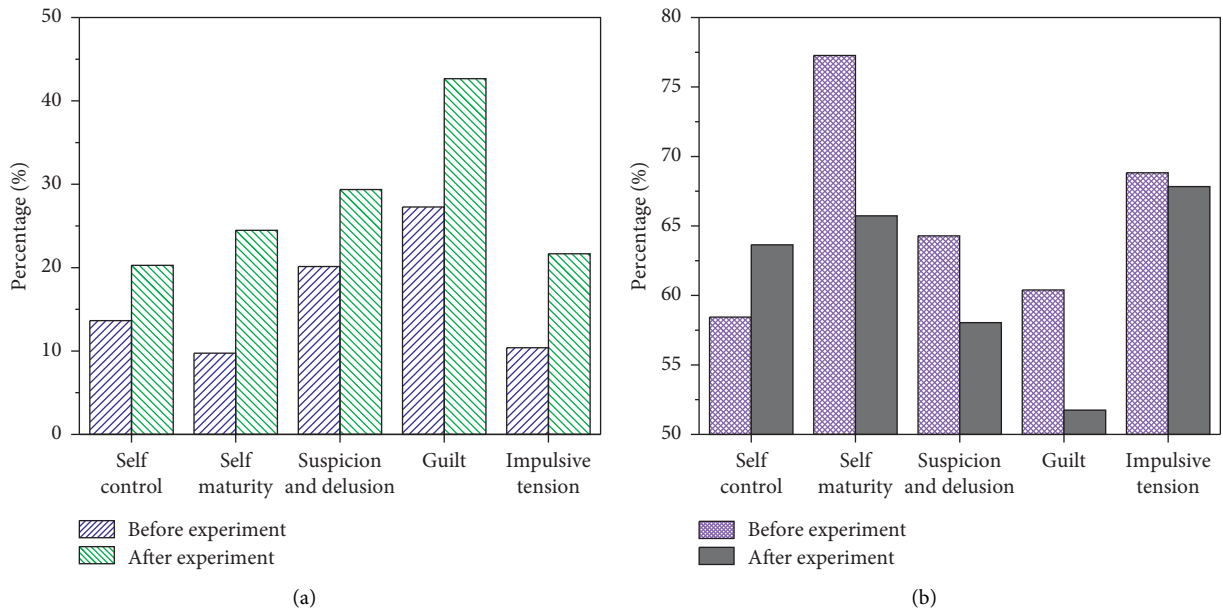 50
40
30
20
10
0
Percentage (%)
Self
control
Self
maturity
Suspicion
and delusion
Guilt
Impulsive
tension
Before experiment
After experiment
(a)
80
75
70
65
60
55
50
Percentage (%)
Self
control
Self
maturity
Suspicion
and delusion
Guilt
Impulsive
tension
Before experiment
After experiment
(b)